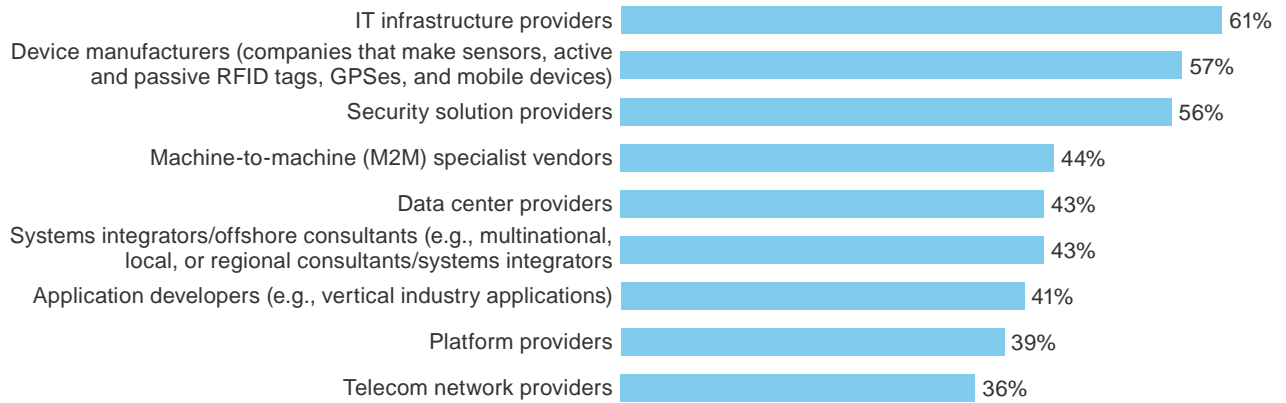 IT infrastructure providers 61%
Device manufacturers (companies that make sensors, active
and passive RFID tags, GPSes, and mobile devices) 57%
Security solution providers 56%
Machine-to-machine (M2M) specialist vendors 44%
Data center providers 43%
Systems integrators/offshore consultants (e.g., multinational,
local, or regional consultants/systems integrators 43%
Application developers (e.g., vertical industry applications) 41%
Platform providers 39%
Telecom network providers 36%